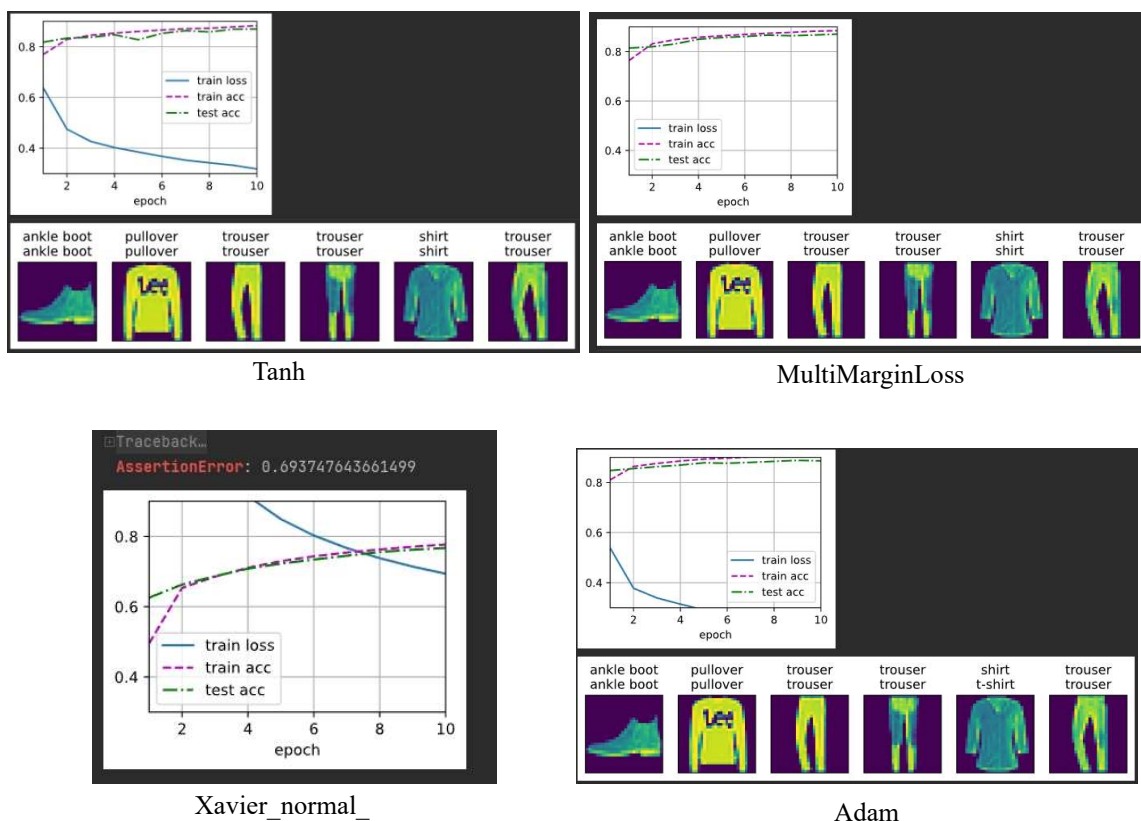 0.8
0.6
0.4
train loss
train acc
test acc
2 4 6 8 10
epoch
ankle boot pullover trouser trouser shirt trouser
ankle boot pullover trouser trouser shirt trouser
Lee
Tanh
0.8
0.6
0.4
train loss
train acc
test acc
2 4 6 8 10
epoch
ankle boot pullover trouser trouser shirt trouser
ankle boot pullover trouser trouser shirt trouser
Lee
MultiMarginLoss
Traceback…
AssertionError: 0.693747643661499
0.8
0.6
0.4
train loss
train acc
test acc
2 4 6 8 10
epoch
Xavier_normal_
0.8
0.6
0.4
train loss
train acc
test acc
2 4 6 8 10
epoch
ankle boot pullover trouser trouser shirt trouser
ankle boot pullover trouser trouser t-shirt trouser
Lee
Adam